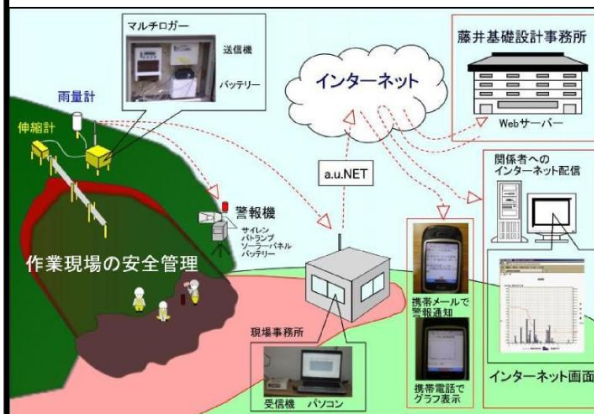 マルチロガー
送信機
バッテリー
雨量計
伸縮計
インターネット
藤井基礎設計事務所
Webサーバー
a.u.NET
関係者への
インターネット配信
警報機
サイレン
パトランプ
ソーラーパネル
バッテリー
作業現場の安全管理
携帯メールで
警報通知
現場事務所
受信機 パソコン
携帯電話で
グラフ表示
インターネット画面